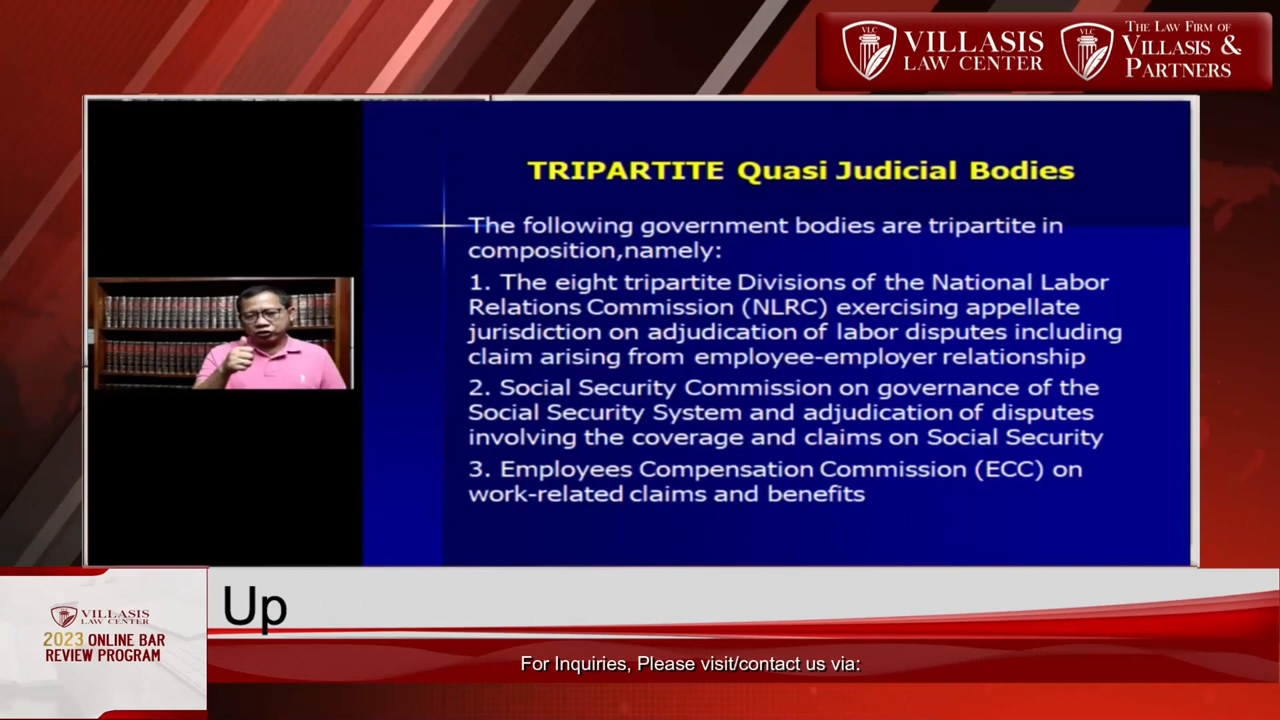 VLC
VILLASIS
LAW CENTER
VLC
THE LAW FIRM OF
VILLASIS &
PARTNERS
TRIPARTITE Quasi Judicial Bodies
The following government bodies are tripartite in
composition,namely:
1. The eight tripartite Divisions of the National Labor
Relations Commission (NLRC) exercising appellate
jurisdiction on adjudication of labor disputes including
claim arising from employee-employer relationship
2. Social Security Commission on governance of the
Social Security System and adjudication of disputes
involving the coverage and claims on Social Security
3. Employees Compensation Commission (ECC) on
work-related claims and benefits
VILLASIS
LAW CENTER
2023 ONLINE BAR
REVIEW PROGRAM
Up
For Inquiries, Please visit/contact us via: